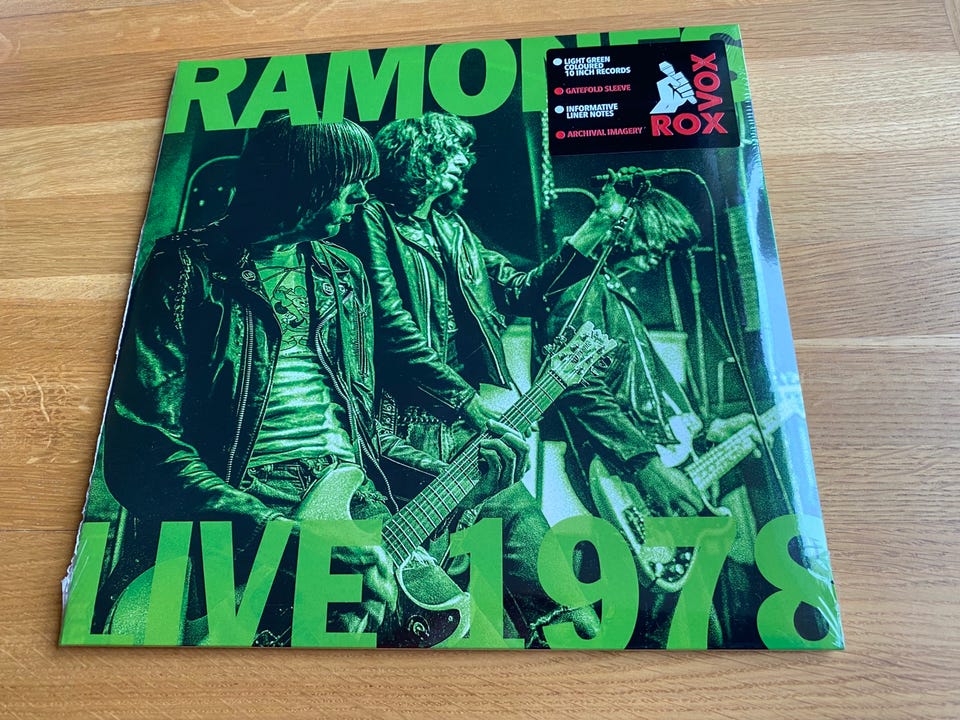 RAMONES
LIGHT GREEN
COLOURED
10 INCH RECORDS
GATEFOLD SLEEVE
INFORMATIVE
LINER NOTES
ARCHIVAL IMAGERY
ROX
VOX
LIVE 1978